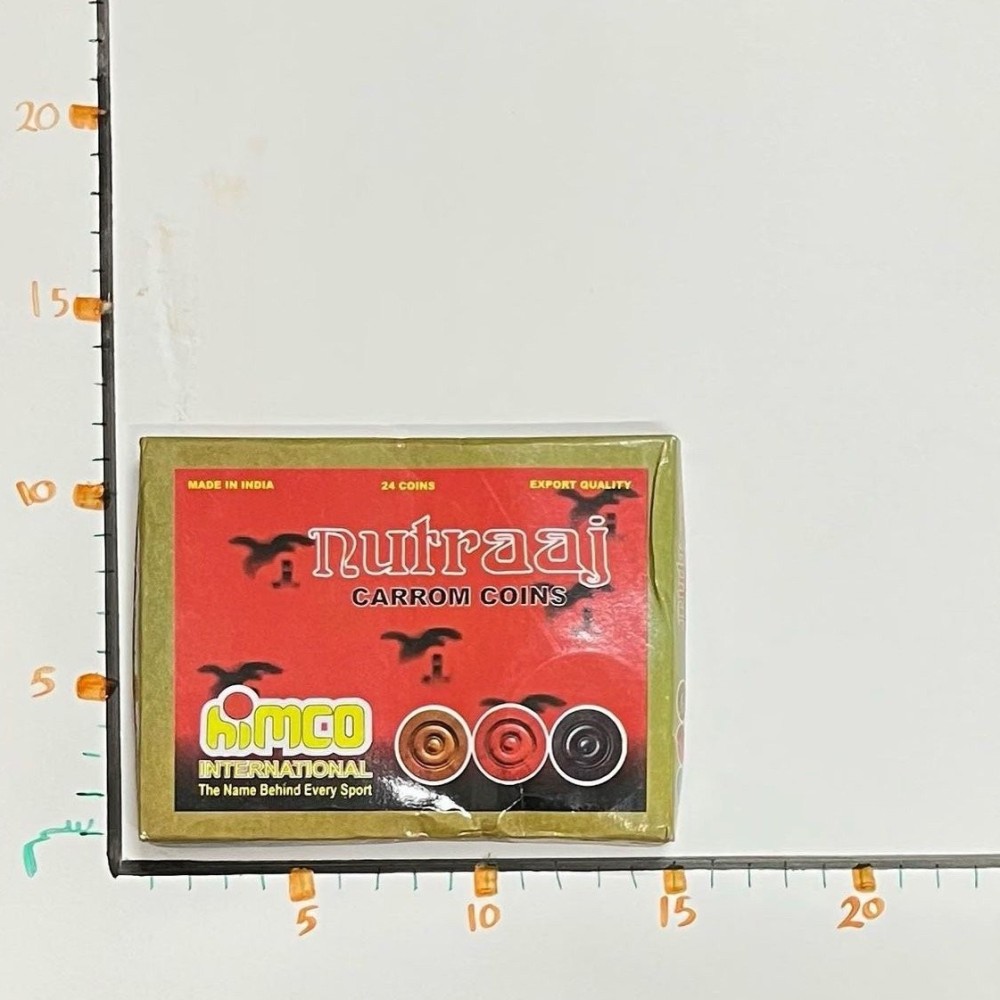 20
15
10
5
MADE IN INDIA
24 COINS
EXPORT QUALITY
nutraaj
CARROM COINS
himco
INTERNATIONAL
The Name Behind Every Sport
5
10
15
20